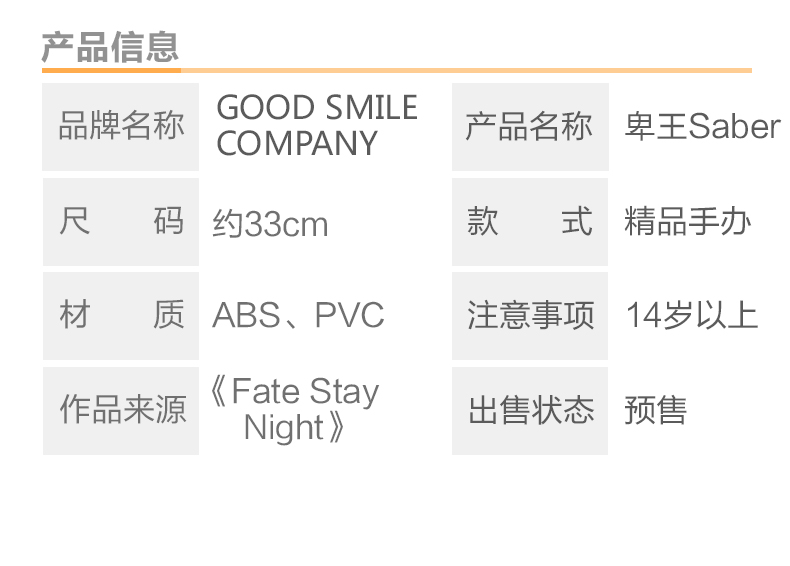 产品信息
品牌名称 GOOD SMILE COMPANY 产品名称 卑王Saber
尺 码 约33cm 款 式 精品手办
材 质 ABS、PVC 注意事项 14岁以上
作品来源 《Fate Stay Night》 出售状态 预售